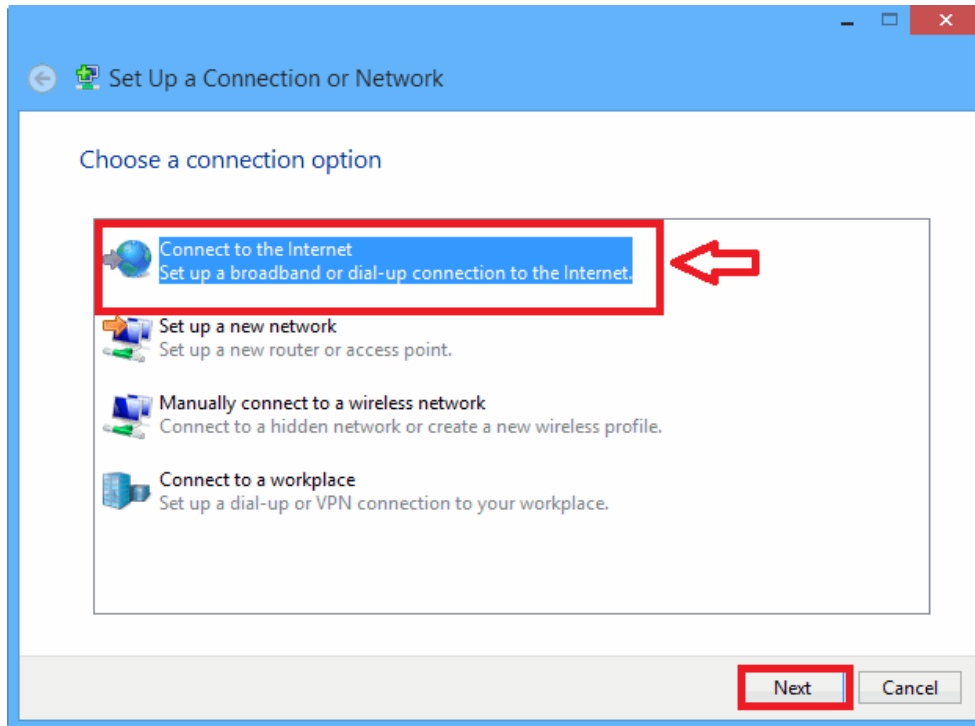 Set Up a Connection or Network
Choose a connection option
Connect to the Internet
Set up a broadband or dial-up connection to the Internet.
Set up a new network
Set up a new router or access point.
Manually connect to a wireless network
Connect to a hidden network or create a new wireless profile.
Connect to a workplace
Set up a dial-up or VPN connection to your workplace.
Next
Cancel